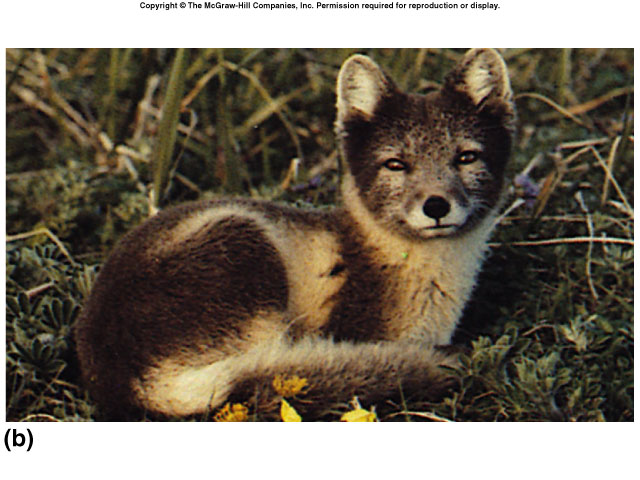 Copyright © The McGraw-Hill Companies, Inc. Permission required for reproduction or display.
(b)